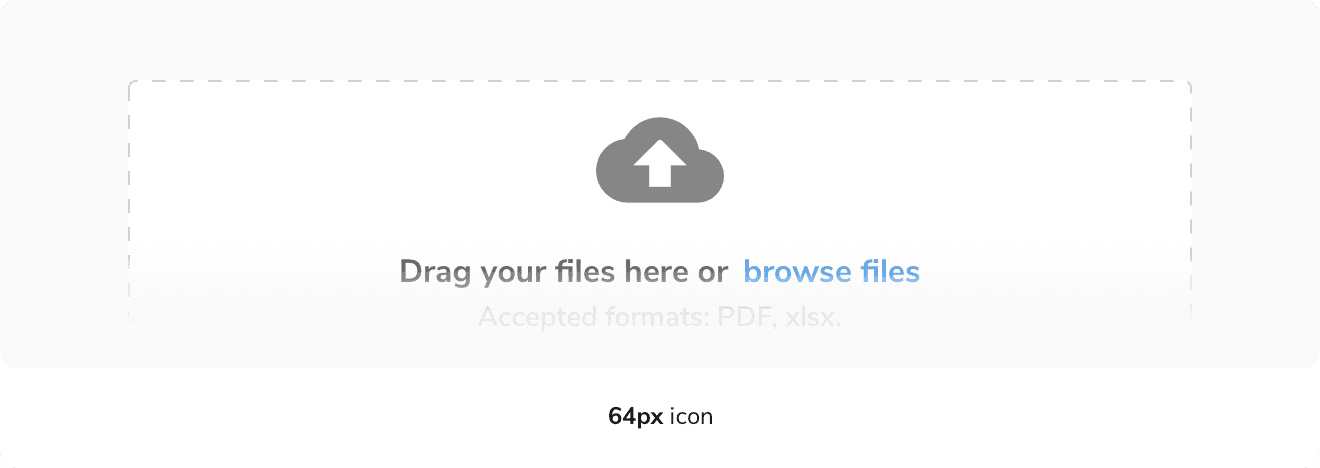 Drag your files here or browse files
Accepted formats: PDF, xlsx.
64px icon